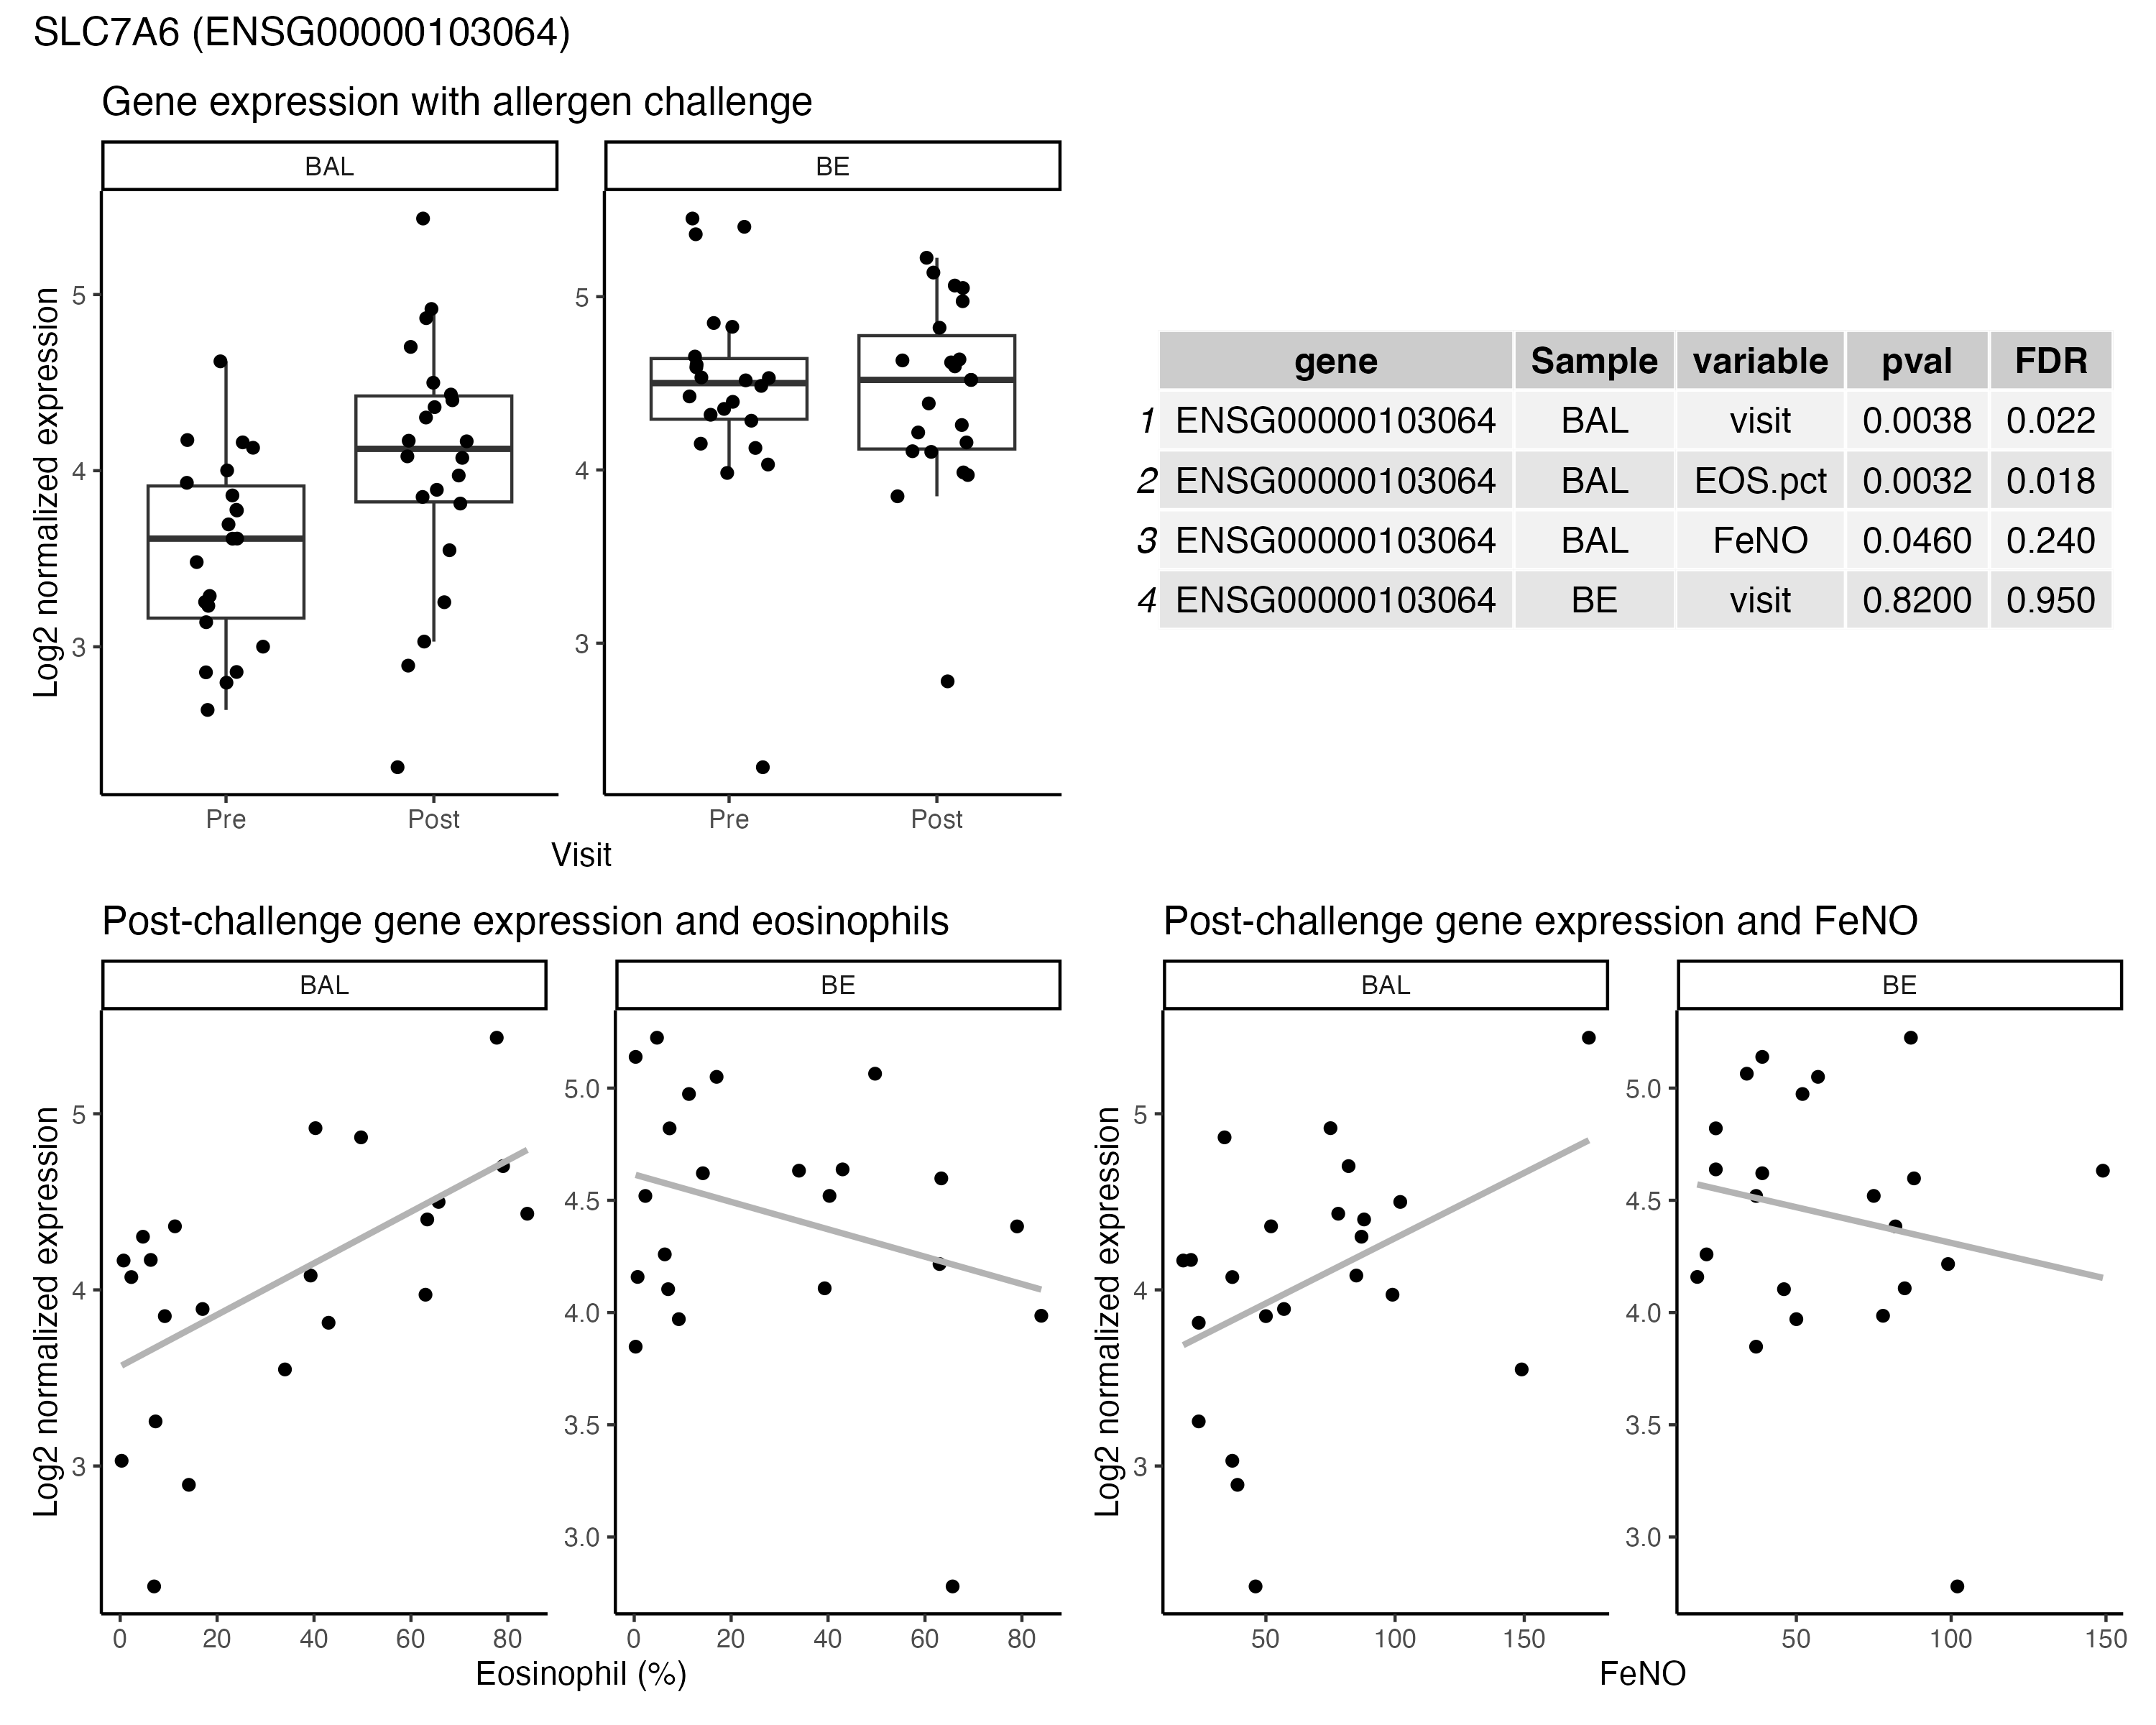 SLC7A6 (ENSG00000103064)
Gene expression with allergen challenge
BAL BE
Log2 normalized expression
5
4
3
5
4
3
Pre Post Pre Post
Visit
gene Sample variable pval FDR
1 ENSG00000103064 BAL visit 0.0038 0.022
2 ENSG00000103064 BAL EOS.pct 0.0032 0.018
3 ENSG00000103064 BAL FeNO 0.0460 0.240
4 ENSG00000103064 BE visit 0.8200 0.950
Post-challenge gene expression and eosinophils
BAL BE
Log2 normalized expression
5
4
3
5.0
4.5
4.0
3.5
3.0
0 20 40 60 80 0 20 40 60 80
Eosinophil (%)
Post-challenge gene expression and FeNO
BAL BE
Log2 normalized expression
5
4
3
5.0
4.5
4.0
3.5
3.0
50 100 150 50 100 150
FeNO